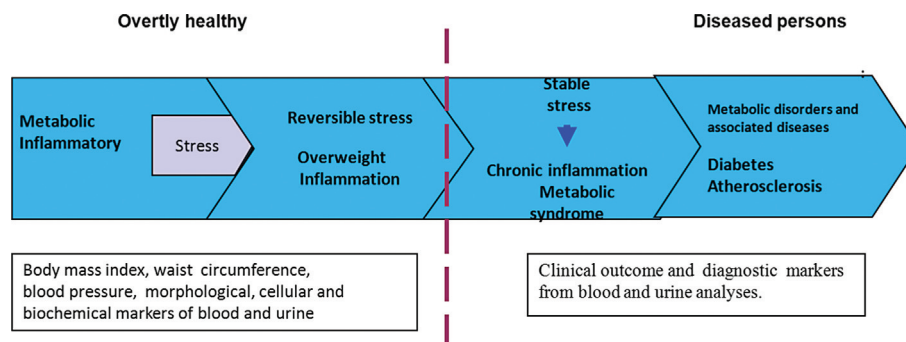 Overtly healthy
Diseased persons
Metabolic
Inflammatory
Stress
Reversible stress
Overweight
Inflammation
Stable
stress
Chronic inflammation
Metabolic
syndrome
Metabolic disorders and
associated diseases
Diabetes
Atherosclerosis
Body mass index, waist circumference,
blood pressure, morphological, cellular and
biochemical markers of blood and urine
Clinical outcome and diagnostic markers
from blood and urine analyses.